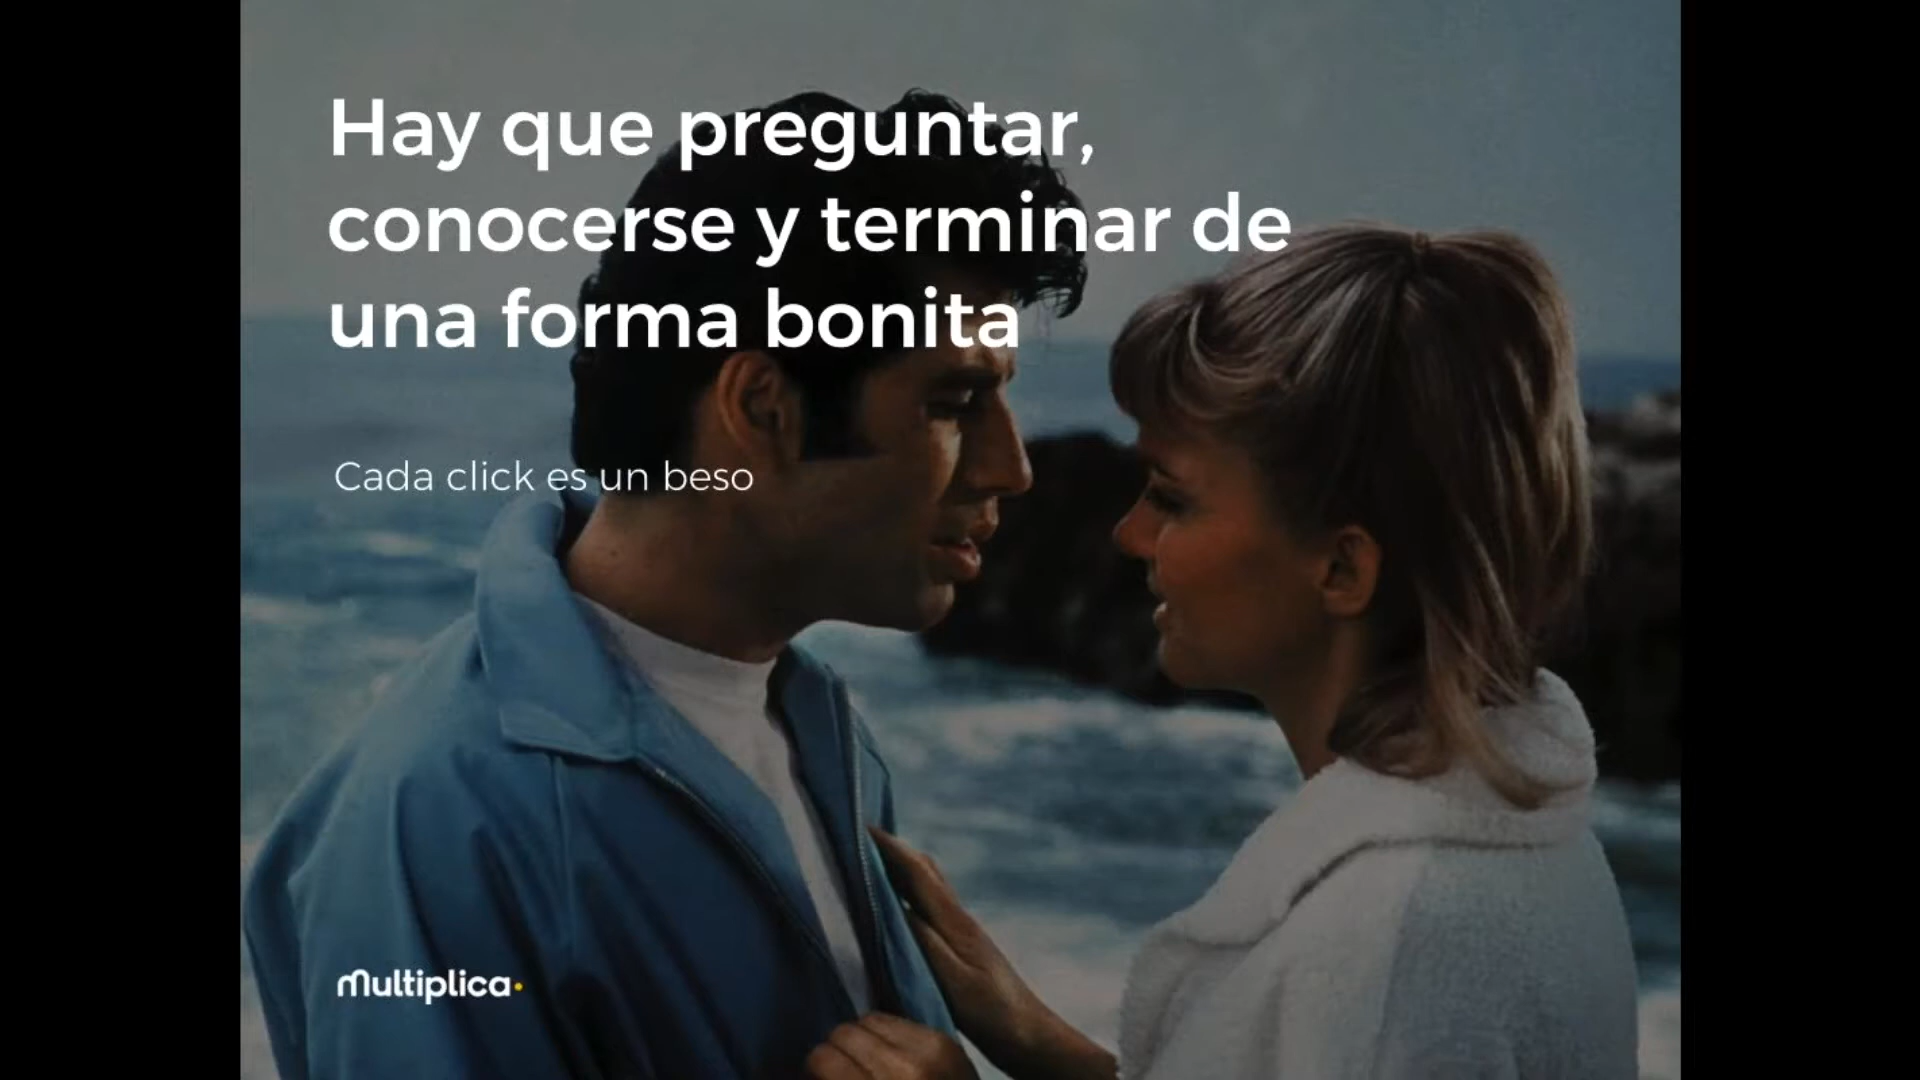 Hay que preguntar,
conocerse y terminar de
una forma bonita
Cada click es un beso
Multiplica